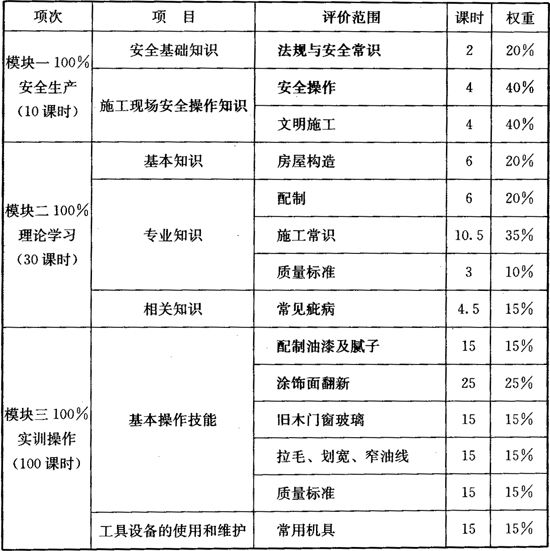 项次 项目 评价范围 课时 权重
模块一 100% 安全生产 (10课时) 安全基础知识 法规与安全常识 2 20%
施工现场安全操作知识 安全操作 4 40%
文明施工 4 40%
模块二 100% 理论学习 (30课时) 基本知识 房屋构造 6 20%
专业知识 配制 6 20%
施工常识 10.5 35%
质量标准 3 10%
相关知识 常见疵病 4.5 15%
模块三 100% 实训操作 (100课时) 基本操作技能 配制油漆及腻子 15 15%
涂饰面翻新 25 25%
旧木门窗玻璃 15 15%
拉毛、划宽、窄油线 15 15%
质量标准 15 15%
工具设备的使用和维护 常用机具 15 15%